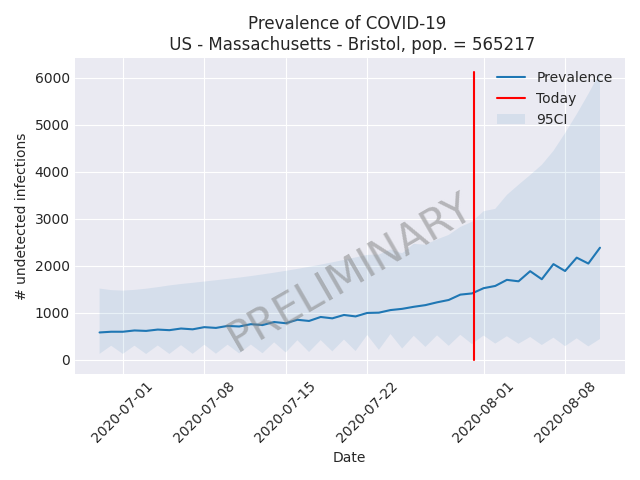 Prevalence of COVID-19
US - Massachusetts - Bristol, pop. = 565217
6000
5000
4000
3000
2000
1000
0
# undetected infections
Prevalence
Today
95CI
PRELIMINARY
2020-07-01
2020-07-08
2020-07-15
2020-07-22
2020-08-01
2020-08-08
Date